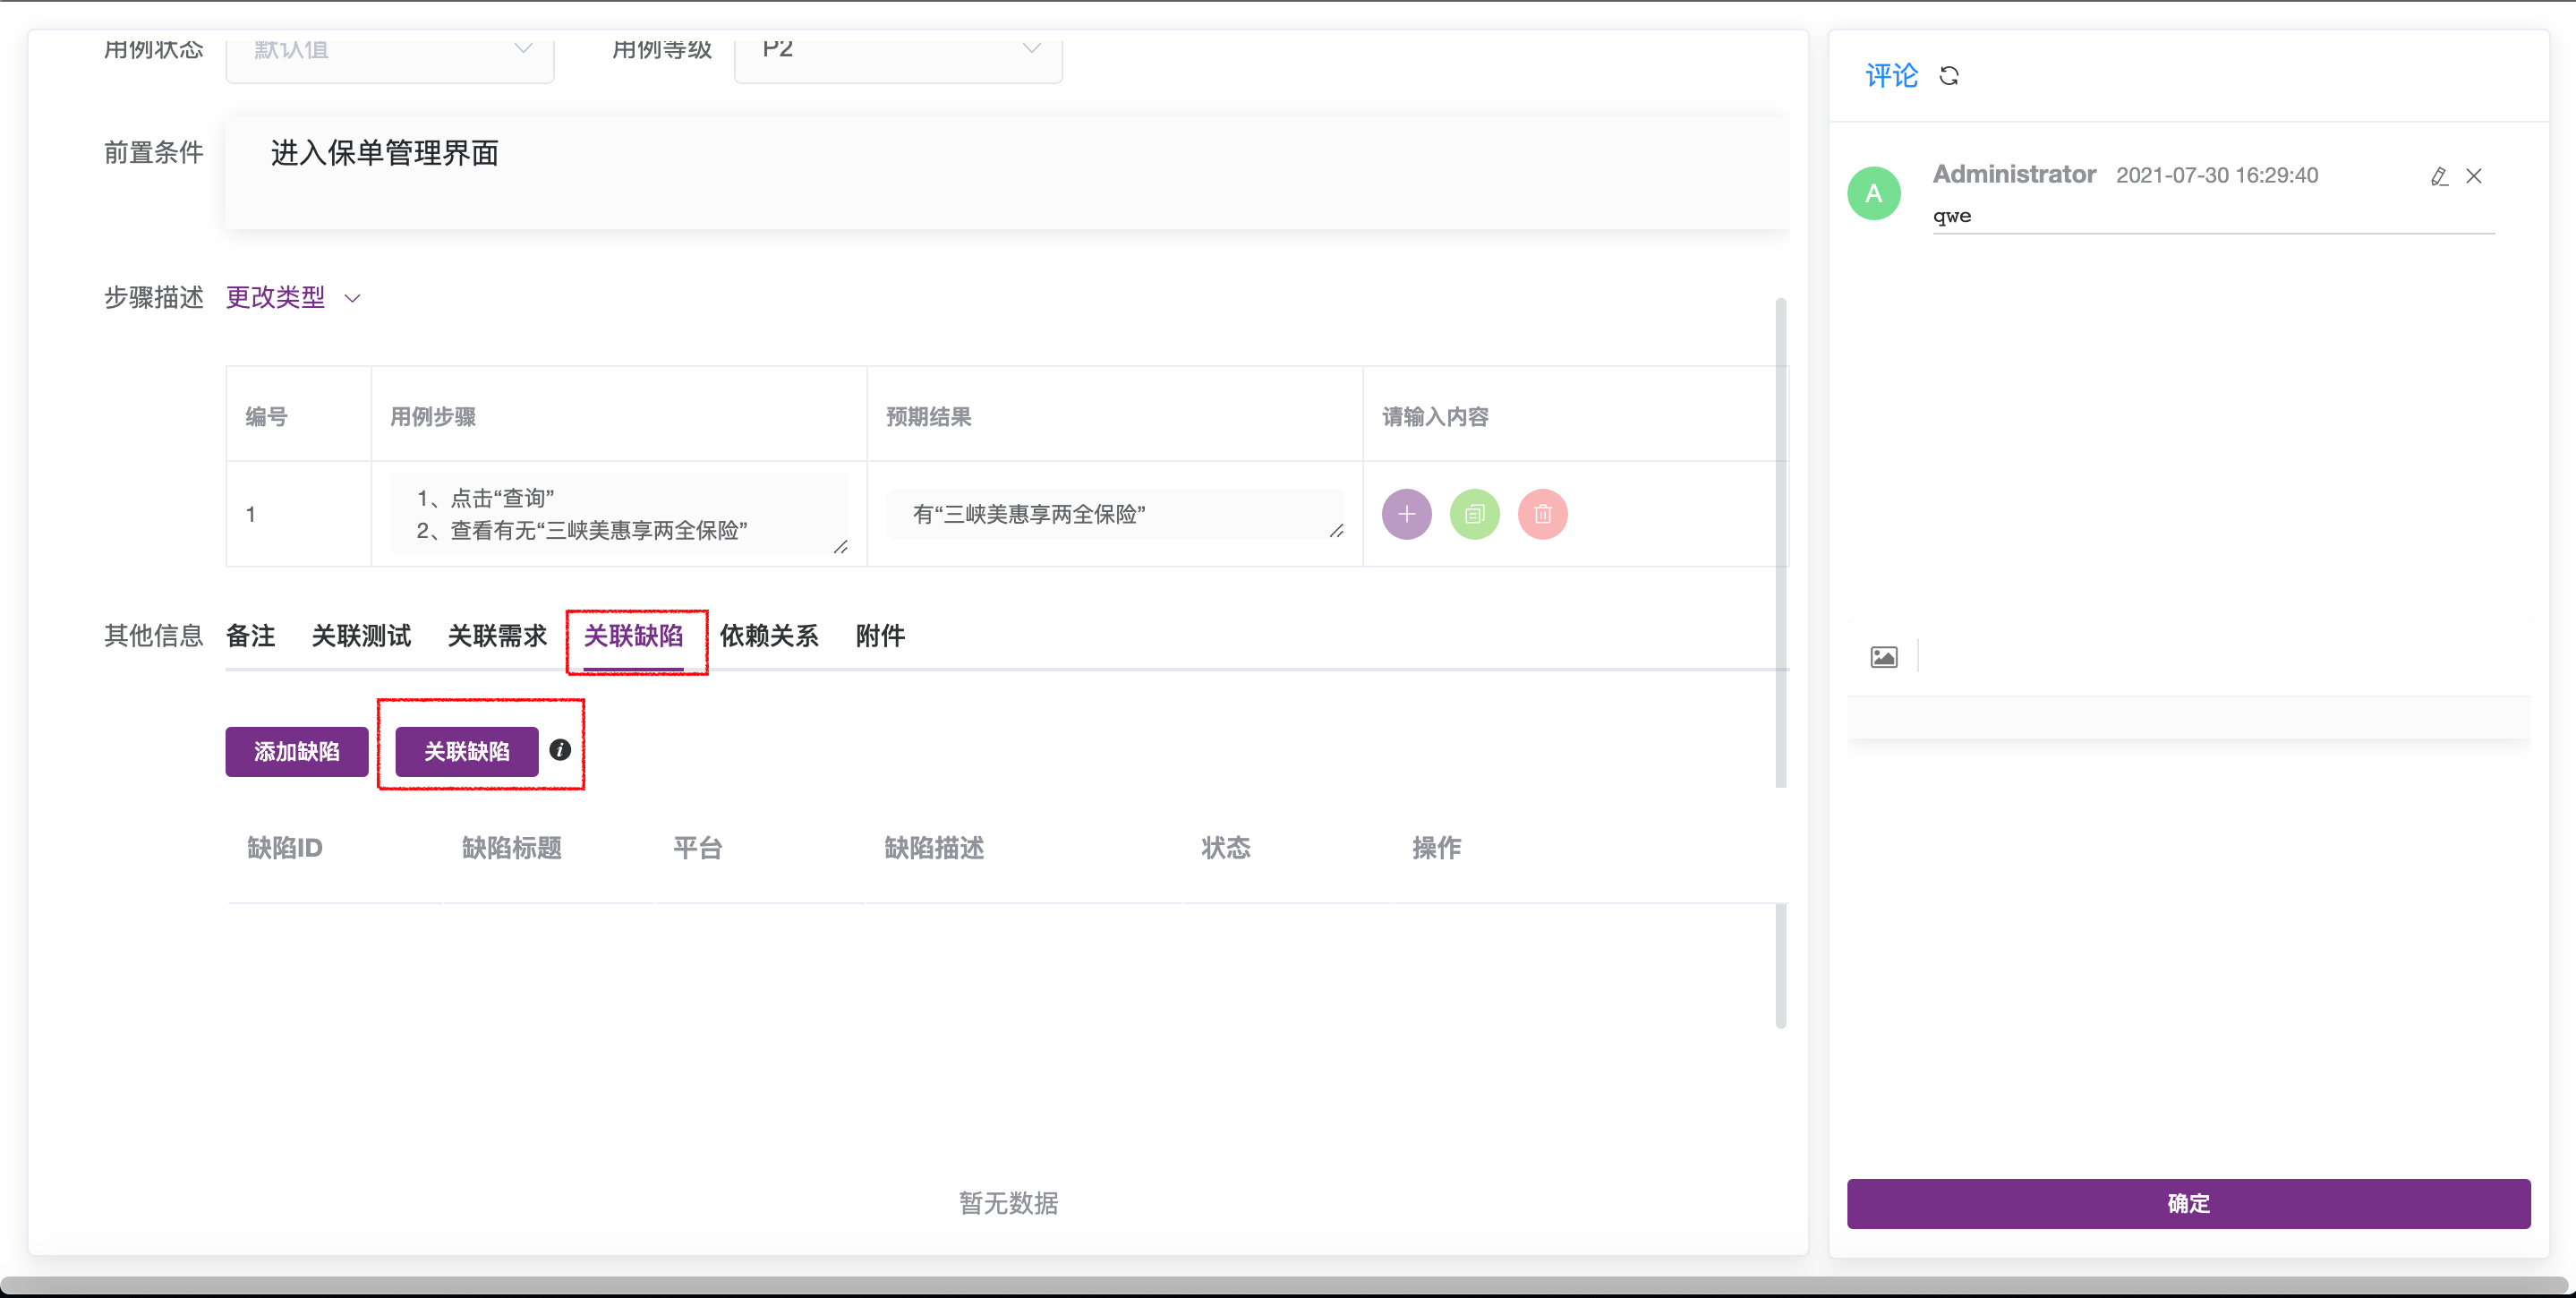 用例状态 默认值 用例等级 P2
前置条件 进入保单管理界面
步骤描述 更改类型
编号 用例步骤 预期结果 请输入内容
1
1、点击“查询”
2、查看有无“三峡美惠享两全保险”
有“三峡美惠享两全保险”
其他信息 备注 关联测试 关联需求 关联缺陷 依赖关系 附件
添加缺陷 关联缺陷
缺陷ID 缺陷标题 平台 缺陷描述 状态 操作
暂无数据
评论
A
Administrator 2021-07-30 16:29:40
qwe
确定